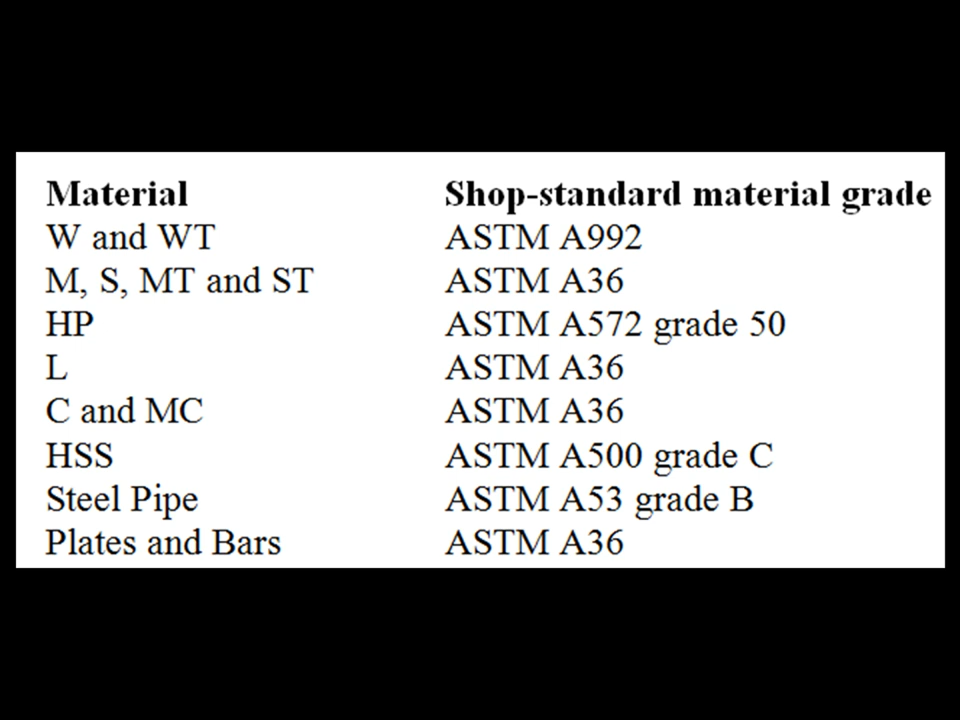 Material Shop-standard material grade
W and WT ASTM A992
M, S, MT and ST ASTM A36
HP ASTM A572 grade 50
L ASTM A36
C and MC ASTM A36
HSS ASTM A500 grade C
Steel Pipe ASTM A53 grade B
Plates and Bars ASTM A36